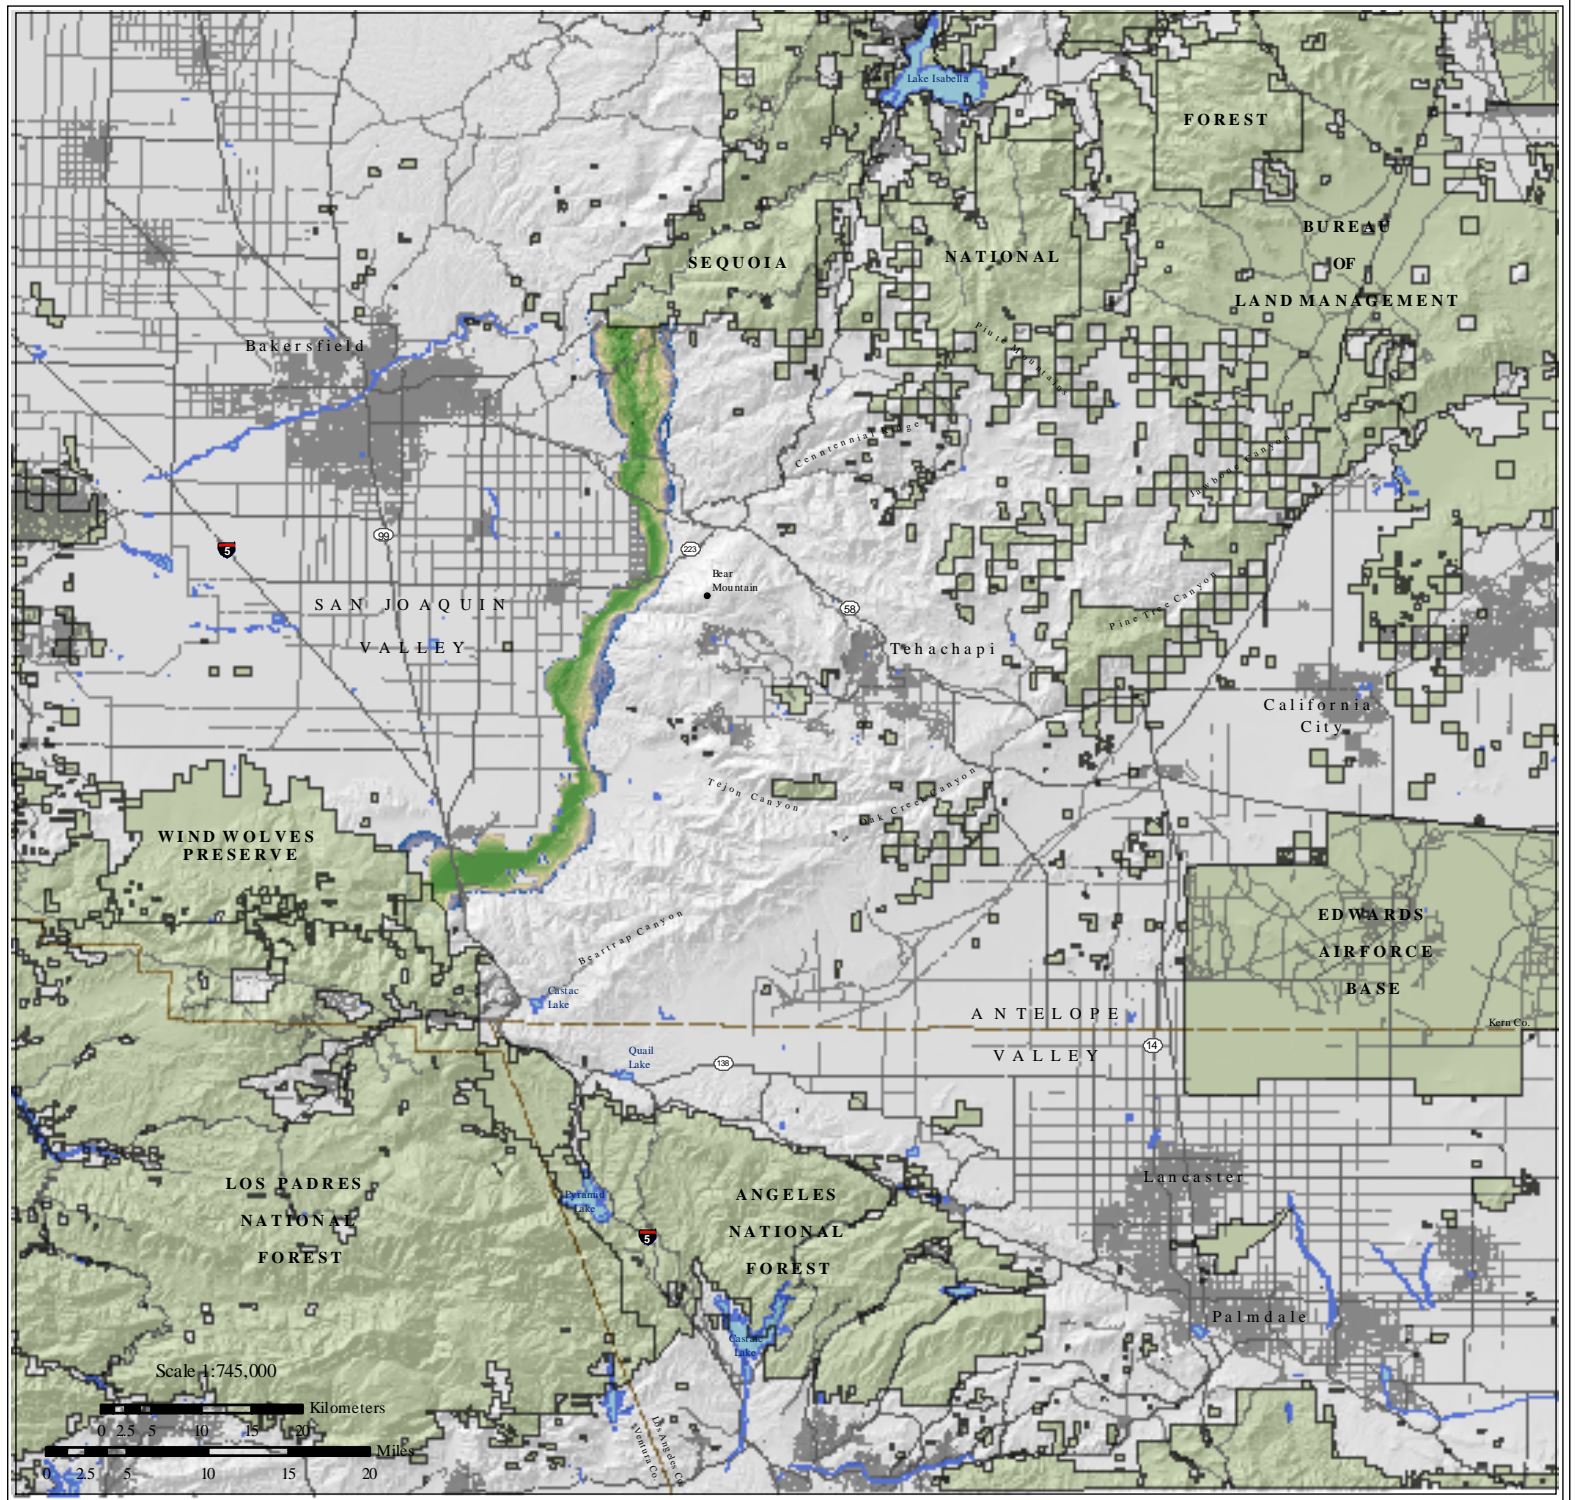 Lake Isabella
FOREST
BUREAU
OF
LAND MANAGEMENT
SEQUOIA
NATIONAL
Piute Mountains
Bakersfield
Cenntennial Ridge
Jawbone Canyon
99
5
223
Bear
Mountain
58
SAN JOAQUIN
VALLEY
Pine Tree Canyon
Tehachapi
California
City
Tejon Canyon
Oak Creek Canyon
WIND WOLVES
PRESERVE
EDWARDS
AIRFORCE
BASE
Beartrap Canyon
Castac
Lake
ANTELOPE
VALLEY
Kern Co.
14
Quail
Lake
138
LOS PADRES
NATIONAL
FOREST
Pyramid
Lake
5
ANGELES
NATIONAL
FOREST
Lancaster
Palmdale
Castaic
Lake
Scale 1:745,000
Kilometers
0 2.5 5 10 15 20
Miles
0 2.5 5 10 15 20
Ventura Co.
Los Angeles Co.